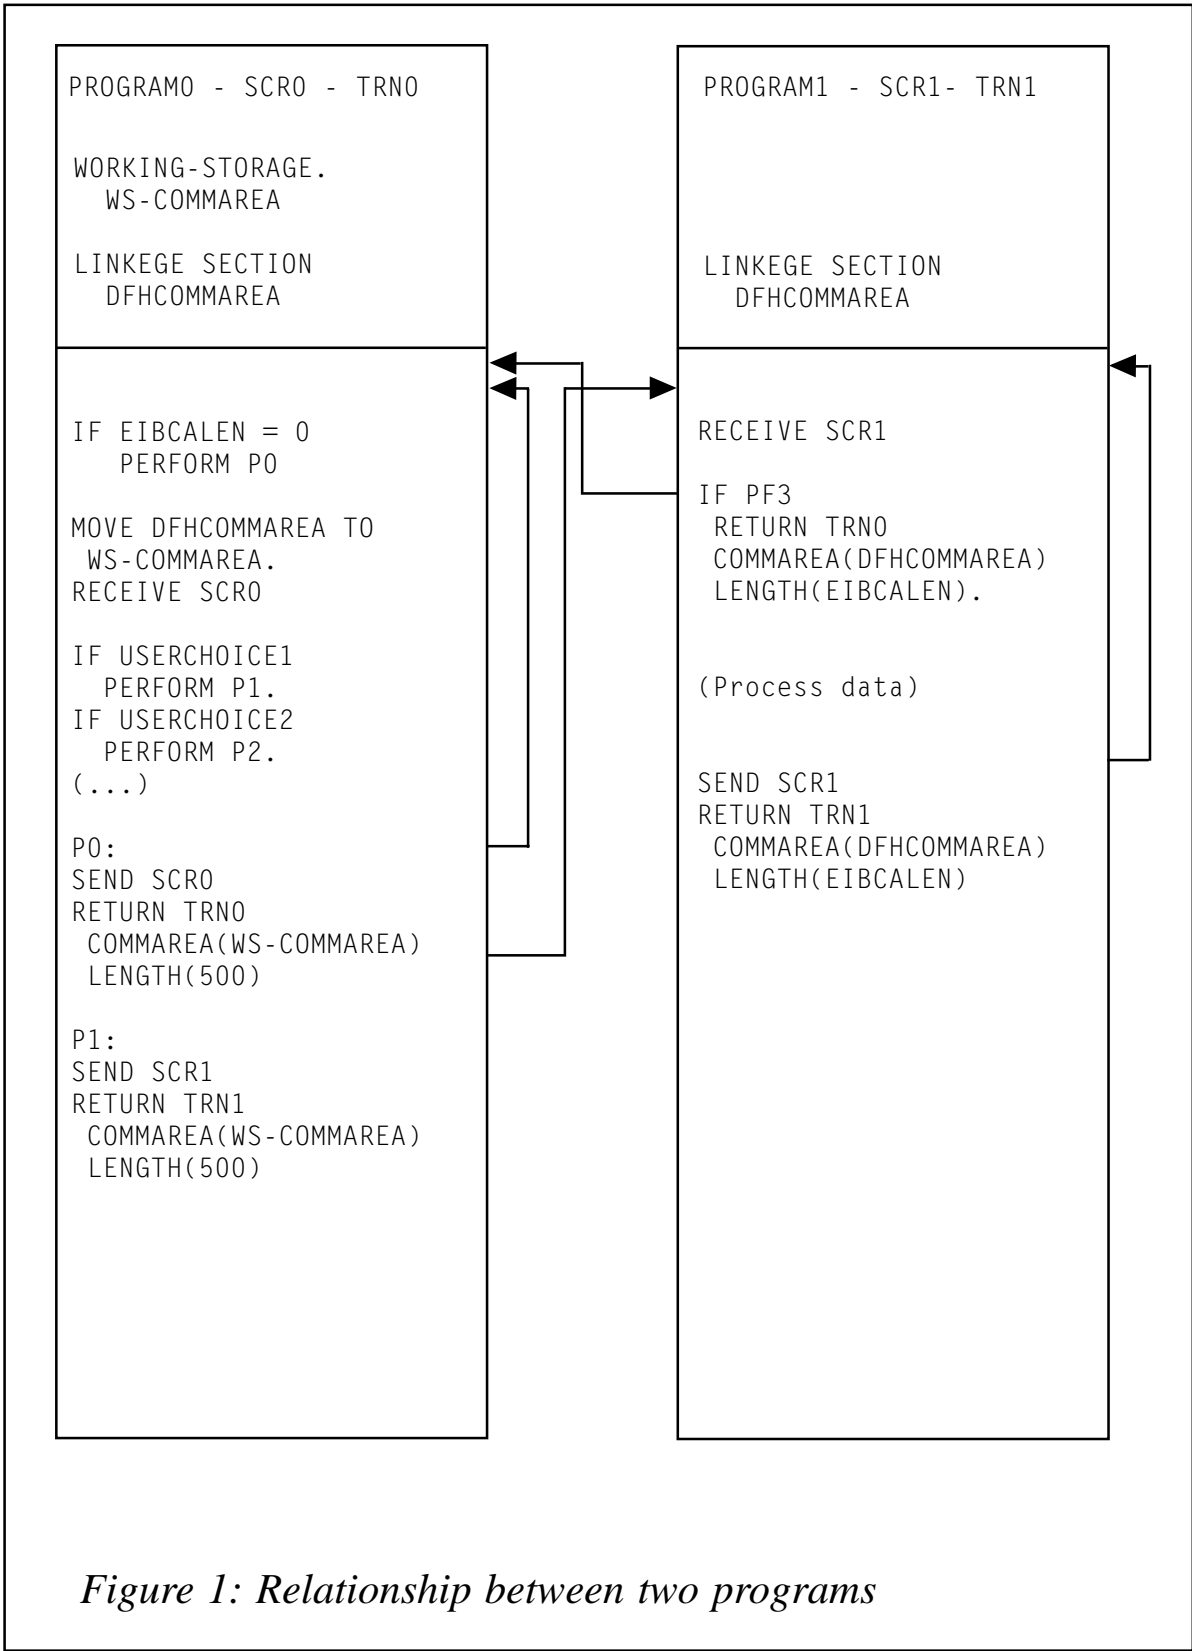 PROGRAM0 - SCR0 - TRN0
WORKING-STORAGE.
WS-COMMAREA
LINKEGE SECTION
DFHCOMMAREA
IF EIBCALEN = 0
PERFORM P0
MOVE DFHCOMMAREA TO
WS-COMMAREA.
RECEIVE SCR0
IF USERCHOICE1
PERFORM P1.
IF USERCHOICE2
PERFORM P2.
(...)
P0:
SEND SCR0
RETURN TRN0
COMMAREA(WS-COMMAREA)
LENGTH(500)
P1:
SEND SCR1
RETURN TRN1
COMMAREA(WS-COMMAREA)
LENGTH(500)
PROGRAM1 - SCR1- TRN1
LINKEGE SECTION
DFHCOMMAREA
RECEIVE SCR1
IF PF3
RETURN TRN0
COMMAREA(DFHCOMMAREA)
LENGTH(EIBCALEN).
(Process data)
SEND SCR1
RETURN TRN1
COMMAREA(DFHCOMMAREA)
LENGTH(EIBCALEN)
Figure 1: Relationship between two programs